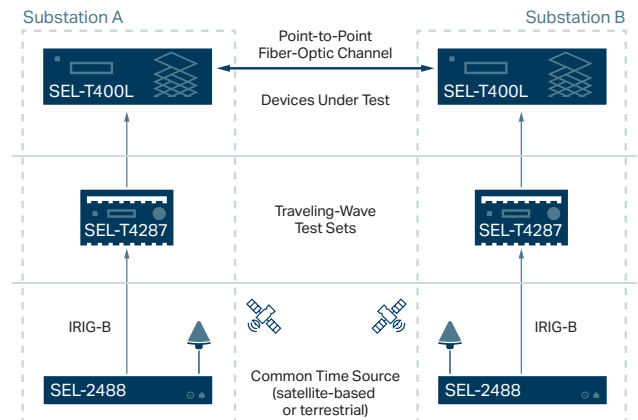 Substation A
Substation B
Point-to-Point
Fiber-Optic Channel
SEL-T400L
SEL-T400L
Devices Under Test
SEL-T4287
Traveling-Wave
Test Sets
SEL-T4287
IRIG-B
IRIG-B
SEL-2488
Common Time Source
(satellite-based
or terrestrial)
SEL-2488